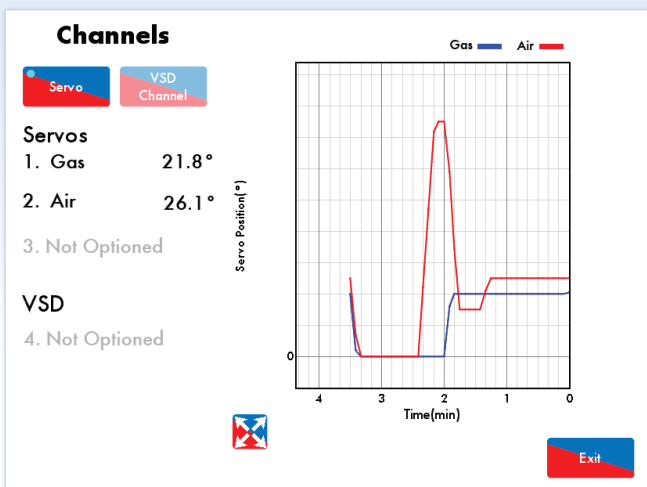 Channels
Servo
VSD
Channel
Servos
1. Gas 21.8°
2. Air 26.1°
3. Not Optioned
VSD
4. Not Optioned
Gas Air
Servo Position(°)
0
4 3 2 1 0
Time(min)
Exit